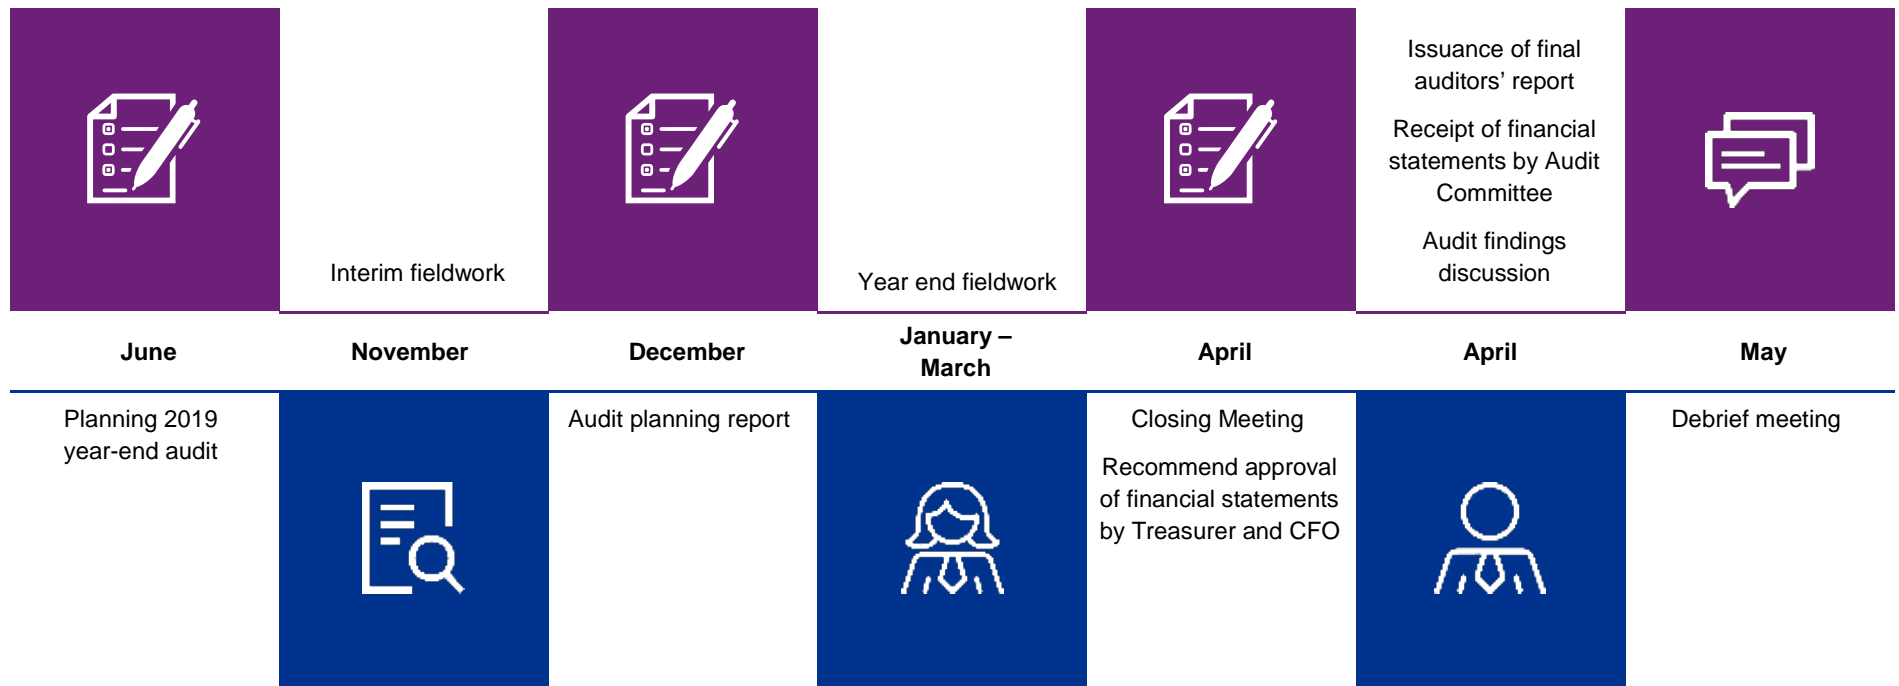 Interim fieldwork
Year end fieldwork
Issuance of final
auditors’ report
Receipt of financial
statements by Audit
Committee
Audit findings
discussion
June
November
December
January –
March
April
April
May
Planning 2019
year-end audit
Audit planning report
Closing Meeting
Recommend approval
of financial statements
by Treasurer and CFO
Debrief meeting